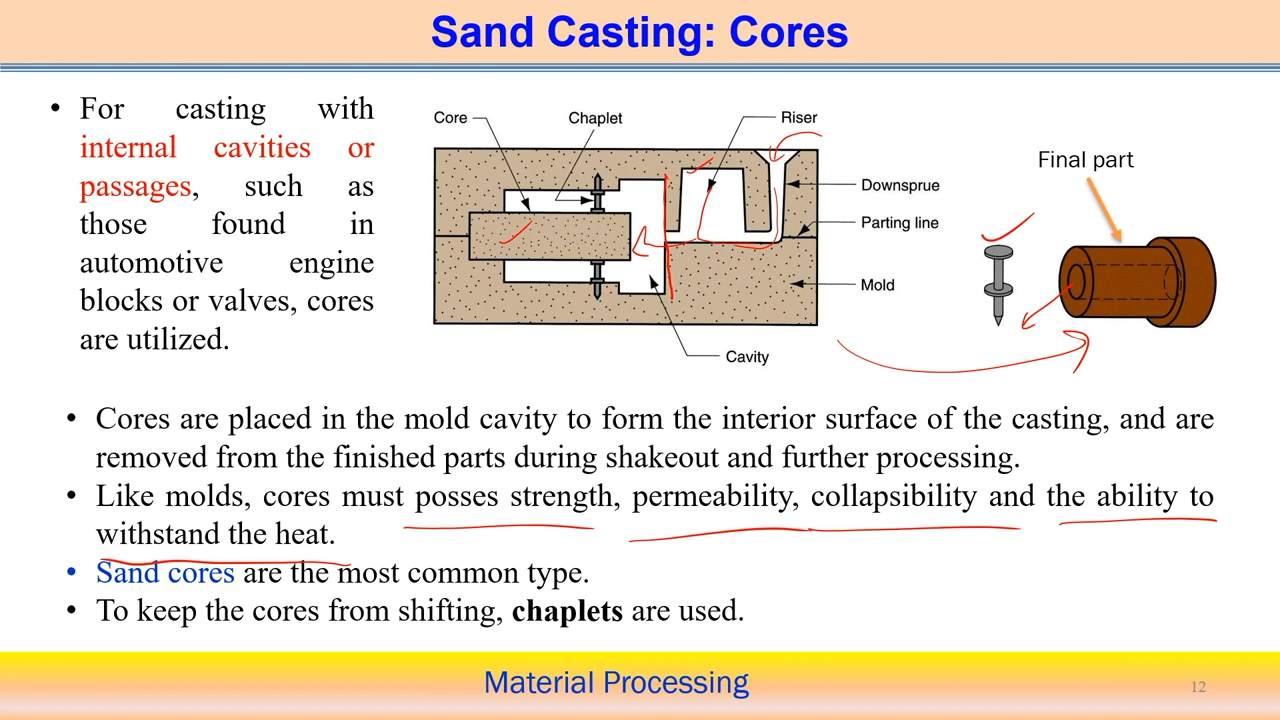 Sand Casting: Cores
• For casting with
internal cavities or
passages, such as
those found in
automotive engine
blocks or valves, cores
are utilized.
Core
Chaplet
Riser
Downsprue
Parting line
Mold
Cavity
Final part
• Cores are placed in the mold cavity to form the interior surface of the casting, and are
removed from the finished parts during shakeout and further processing.
• Like molds, cores must posses strength, permeability, collapsibility and the ability to
withstand the heat.
• Sand cores are the most common type.
• To keep the cores from shifting, chaplets are used.
Material Processing
12